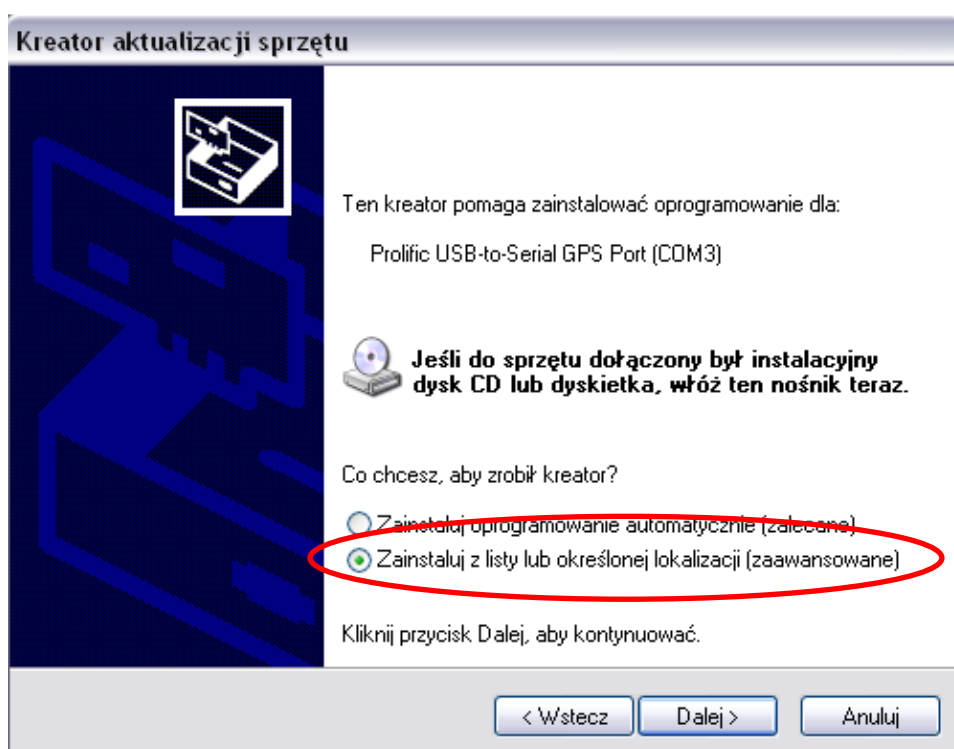 Kreator aktualizacji sprzętu
Ten kreator pomaga zainstalować oprogramowanie dla:
Prolific USB-to-Serial GPS Port (COM3)
Jeśli do sprzętu dołączony był instalacyjny
dysk CD lub dyskietka, włóż ten nośnik teraz.
Co chcesz, aby zrobił kreator?
Zainstaluj oprogramowanie automatycznie (zalecane)
Zainstaluj z listy lub określonej lokalizacji (zaawansowane)
Kliknij przycisk Dalej, aby kontynuować.
< Wstecz Dalej > Anuluj